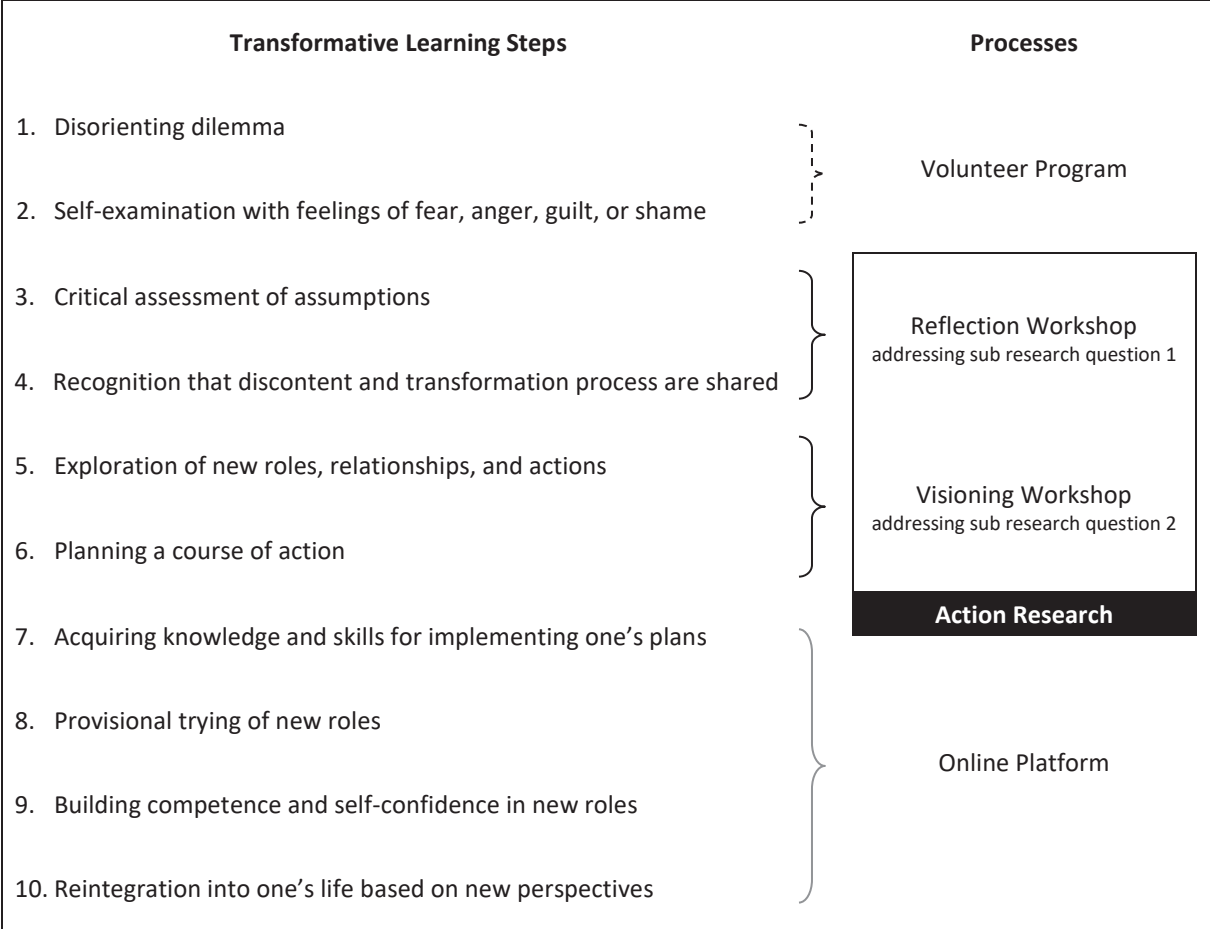 Transformative Learning Steps
Processes
1. Disorienting dilemma
Volunteer Program
2. Self-examination with feelings of fear, anger, guilt, or shame
3. Critical assessment of assumptions
Reflection Workshop
addressing sub research question 1
4. Recognition that discontent and transformation process are shared
5. Exploration of new roles, relationships, and actions
Visioning Workshop
addressing sub research question 2
6. Planning a course of action
Action Research
7. Acquiring knowledge and skills for implementing one’s plans
8. Provisional trying of new roles
Online Platform
9. Building competence and self-confidence in new roles
10. Reintegration into one’s life based on new perspectives